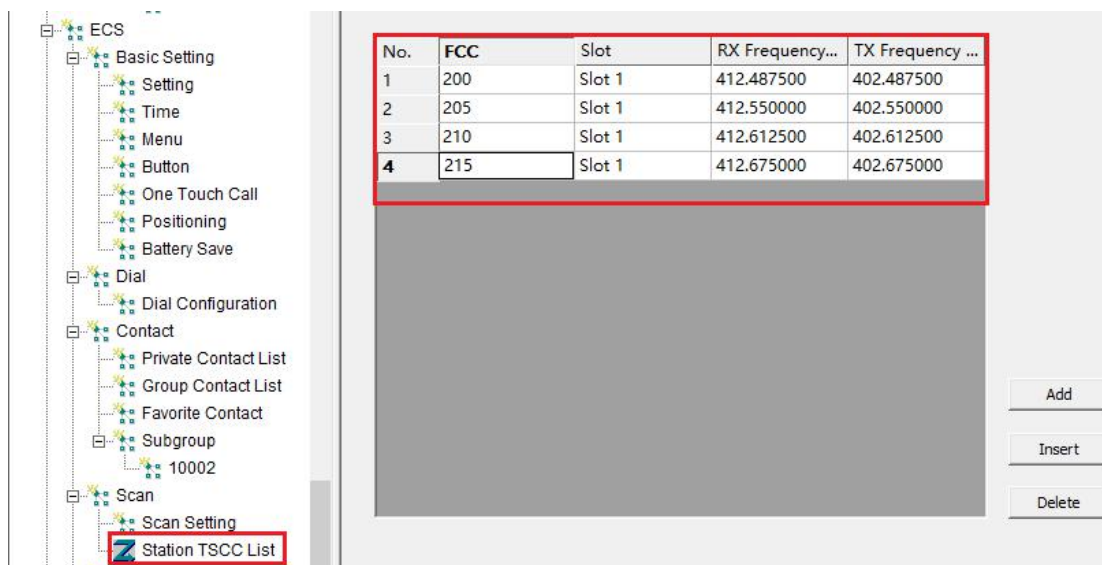 ECS
Basic Setting
Setting
Time
Menu
Button
One Touch Call
Positioning
Battery Save
Dial
Dial Configuration
Contact
Private Contact List
Group Contact List
Favorite Contact
Subgroup
10002
Scan
Scan Setting
Station TSCC List
No. FCC Slot RX Frequency... TX Frequency ...
1 200 Slot 1 412.487500 402.487500
2 205 Slot 1 412.550000 402.550000
3 210 Slot 1 412.612500 402.612500
4 215 Slot 1 412.675000 402.675000
Add
Insert
Delete